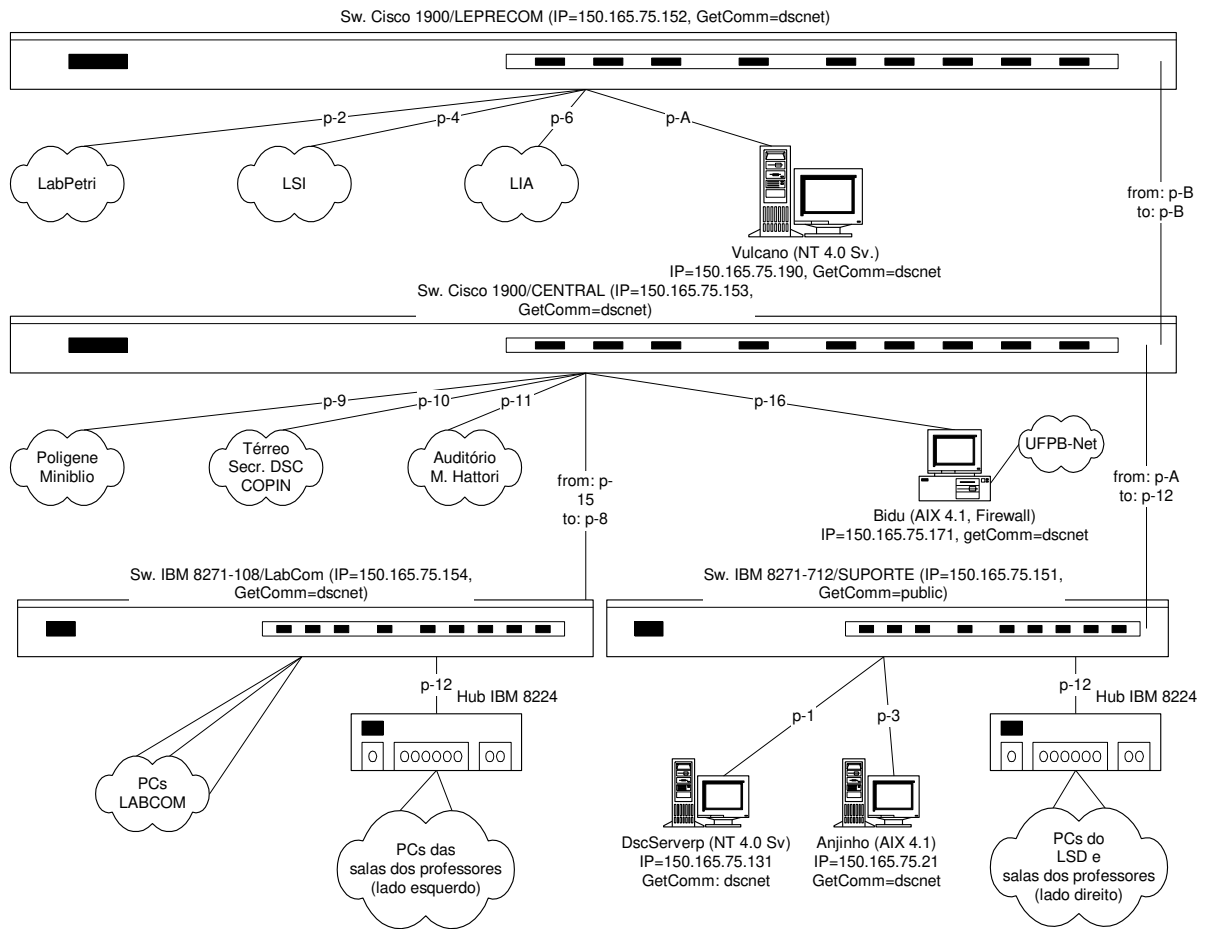 Sw. Cisco 1900/LEPRECOM (IP=150.165.75.152, GetComm=dscnet)
p-2
p-4
p-6
p-A
LabPetri
LSI
LIA
from: p-B
to: p-B
Vulcano (NT 4.0 Sv.)
IP=150.165.75.190, GetComm=dscnet
Sw. Cisco 1900/CENTRAL (IP=150.165.75.153,
GetComm=dscnet)
p-9
p-10
p-11
p-16
Poligene
Miniblio
Térreo
Secr. DSC
COPIN
Auditório
M. Hattori
from: p-
15
to: p-8
UFPB-Net
from: p-A
to: p-12
Bidu (AIX 4.1, Firewall)
IP=150.165.75.171, getComm=dscnet
Sw. IBM 8271-108/LabCom (IP=150.165.75.154,
GetComm=dscnet)
Sw. IBM 8271-712/SUPORTE (IP=150.165.75.151,
GetComm=public)
p-12
Hub IBM 8224
p-1
p-3
p-12
Hub IBM 8224
PCs
LABCOM
PCs das
salas dos professores
(lado esquerdo)
DscServerp (NT 4.0 Sv)
IP=150.165.75.131
GetComm: dscnet
Anjinho (AIX 4.1)
IP=150.165.75.21
GetComm=dscnet
PCs do
LSD e
salas dos professores
(lado direito)